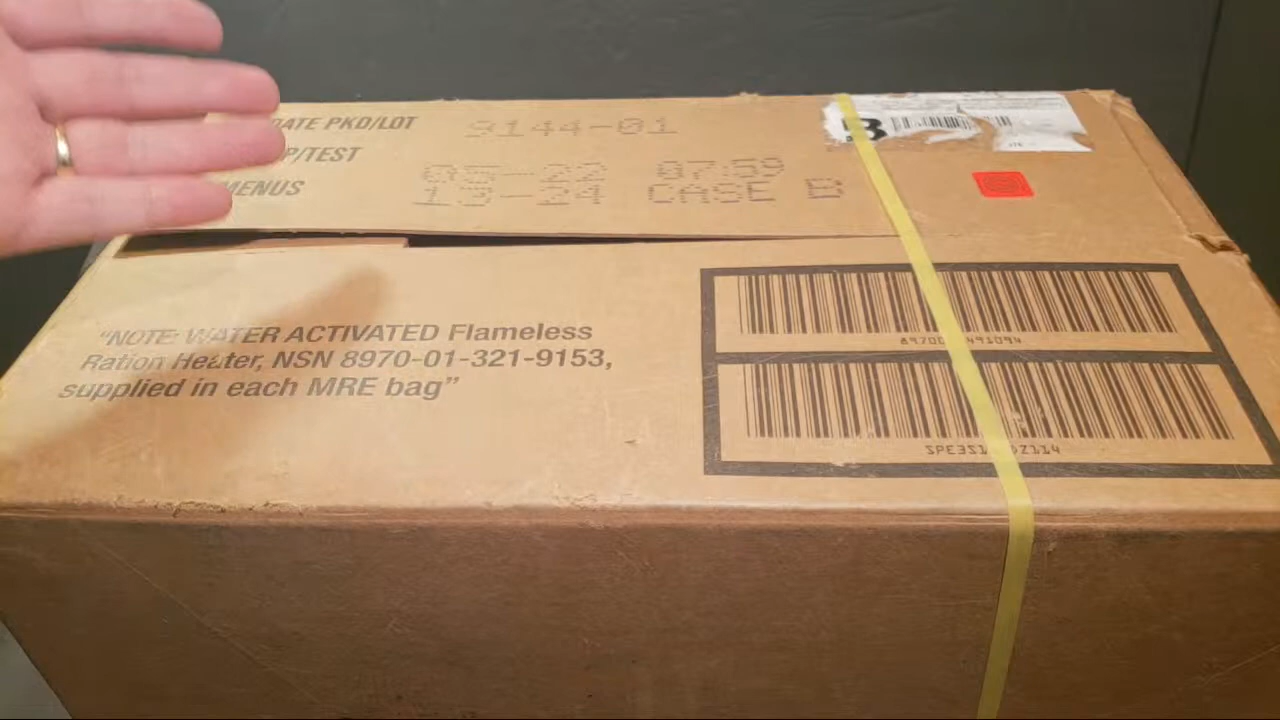 DATE PKD/LOT 9144-01
P/TEST 05-22 07:59
MENUS 13-24 CASE B
3
"NOTE: WATER ACTIVATED Flameless
Ration Heater, NSN 8970-01-321-9153,
supplied in each MRE bag"